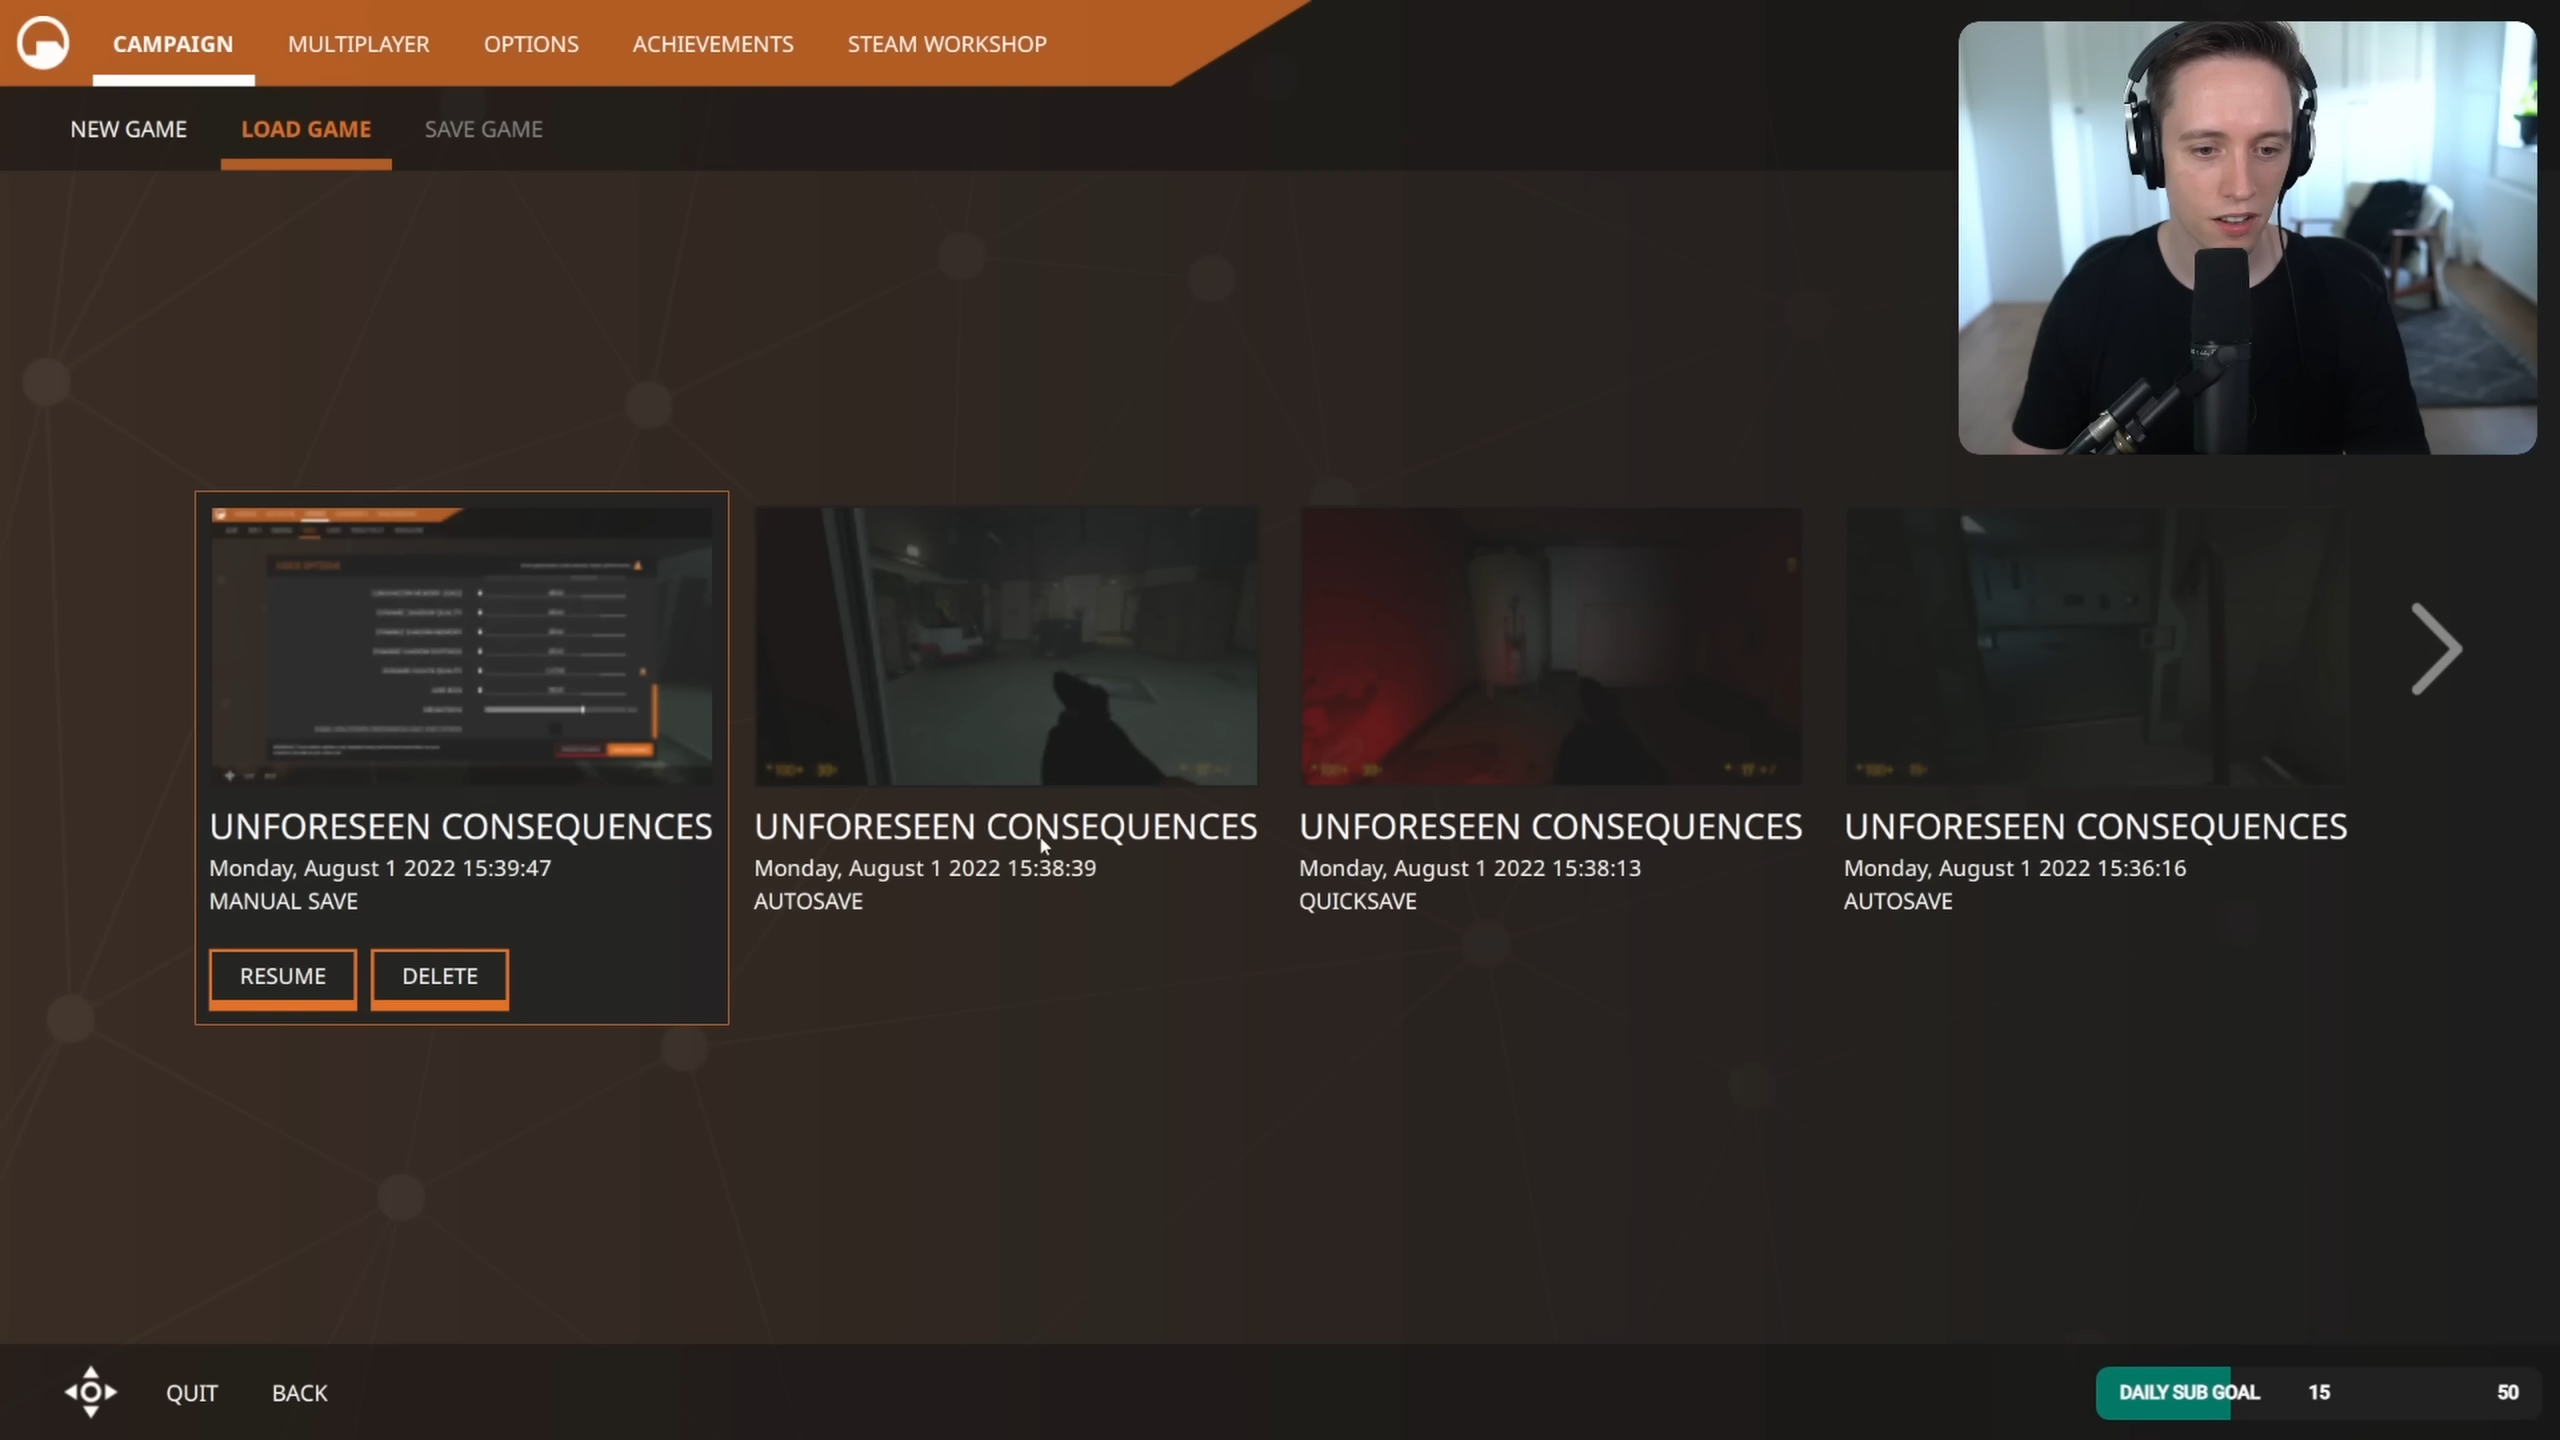 CAMPAIGN MULTIPLAYER OPTIONS ACHIEVEMENTS STEAM WORKSHOP
NEW GAME LOAD GAME SAVE GAME
UNFORESEEN CONSEQUENCES
Monday, August 1 2022 15:39:47
MANUAL SAVE
RESUME DELETE
UNFORESEEN CONSEQUENCES
Monday, August 1 2022 15:38:39
AUTOSAVE
UNFORESEEN CONSEQUENCES
Monday, August 1 2022 15:38:13
QUICKSAVE
UNFORESEEN CONSEQUENCES
Monday, August 1 2022 15:36:16
AUTOSAVE
QUIT BACK
DAILY SUB GOAL 15 50